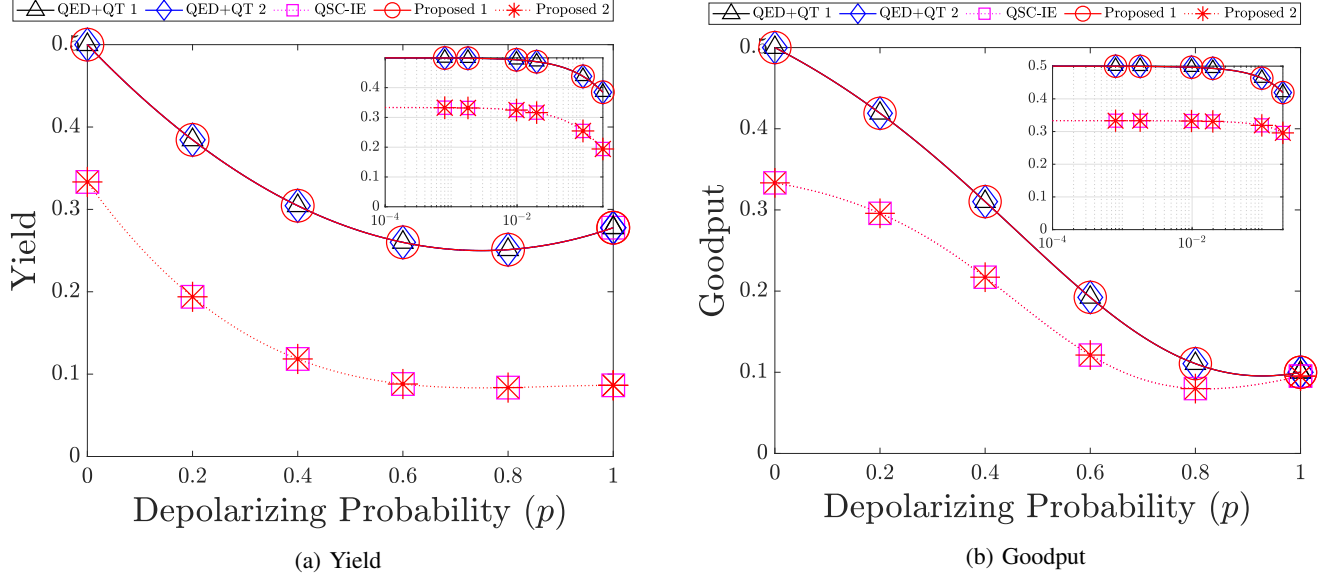 QED+QT 1 QED+QT 2 QSC-IE Proposed 1 Proposed 2
0.4
0.3
0.2
0.1
0
0 0.2 0.4 0.6 0.8 1
Yield
Depolarizing Probability (p)
0.5
0.4
0.3
0.2
0.1
0
10⁻⁴ 10⁻²
(a) Yield
QED+QT 1 QED+QT 2 QSC-IE Proposed 1 Proposed 2
0.4
0.3
0.2
0.1
0
0 0.2 0.4 0.6 0.8 1
Goodput
Depolarizing Probability (p)
0.5
0.4
0.3
0.2
0.1
0
10⁻⁴ 10⁻²
(b) Goodput